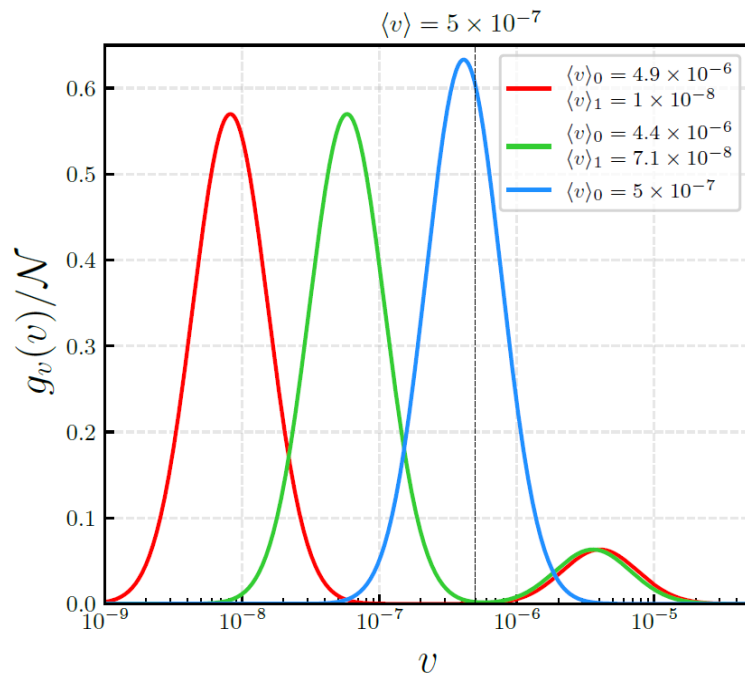 ⟨v⟩ = 5 × 10⁻⁷
⟨v⟩₀ = 4.9 × 10⁻⁶
⟨v⟩₁ = 1 × 10⁻⁸
⟨v⟩₀ = 4.4 × 10⁻⁶
⟨v⟩₁ = 7.1 × 10⁻⁸
⟨v⟩₀ = 5 × 10⁻⁷
g_v(v)/𝒩
0.6
0.5
0.4
0.3
0.2
0.1
0.0
10⁻⁹ 10⁻⁸ 10⁻⁷ 10⁻⁶ 10⁻⁵
v